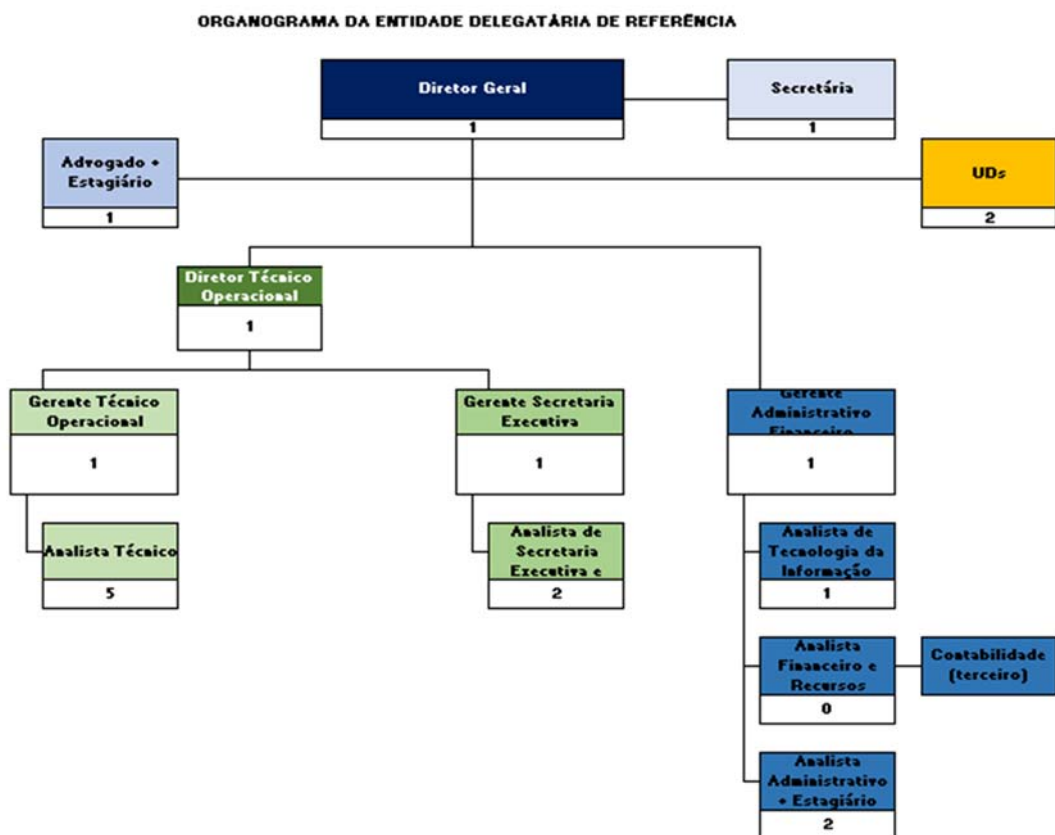 ORGANOGRAMA DA ENTIDADE DELEGATÁRIA DE REFERÊNCIA
Diretor Geral
1
Secretária
1
Advogado +
Estagiário
1
UDs
2
Diretor Técnico
Operacional
1
Gerente Técnico
Operacional
1
Gerente Secretaria
Executiva
1
Gerente
Administrativo
Financeiro
1
Analista Técnico
5
Analista de
Secretaria
Executiva e
2
Analista de
Tecnologia da
Informação
1
Analista
Financeiro e
Recursos
0
Contabilidade
(terceiro)
Analista
Administrativo
+ Estagiário
2